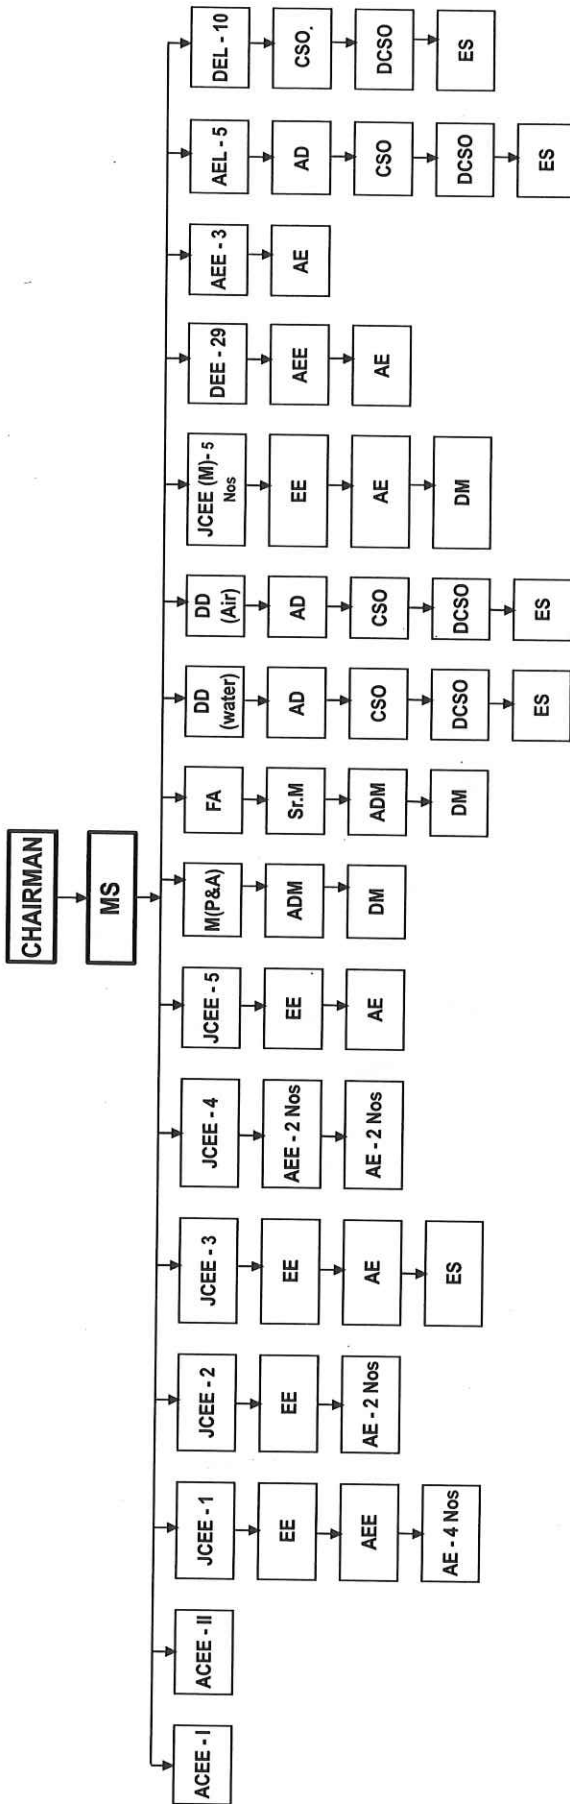 CHAIRMAN
MS
ACEE - I
ACEE - II
JCEE - 1
EE
AEE
AE - 4 Nos
JCEE - 2
EE
AE - 2 Nos
JCEE - 3
EE
AE
ES
JCEE - 4
AEE - 2 Nos
AE - 2 Nos
JCEE - 5
EE
AE
M(P&A)
ADM
DM
FA
Sr.M
ADM
DM
DD
(water)
AD
CSO
DCSO
ES
DD
(Air)
AD
CSO
DCSO
ES
JCEE (M)- 5
Nos
EE
AE
DM
DEE - 29
AEE
AE
AEE - 3
AE
AEL - 5
AD
CSO
DCSO
ES
DEL - 10
CSO.
DCSO
ES